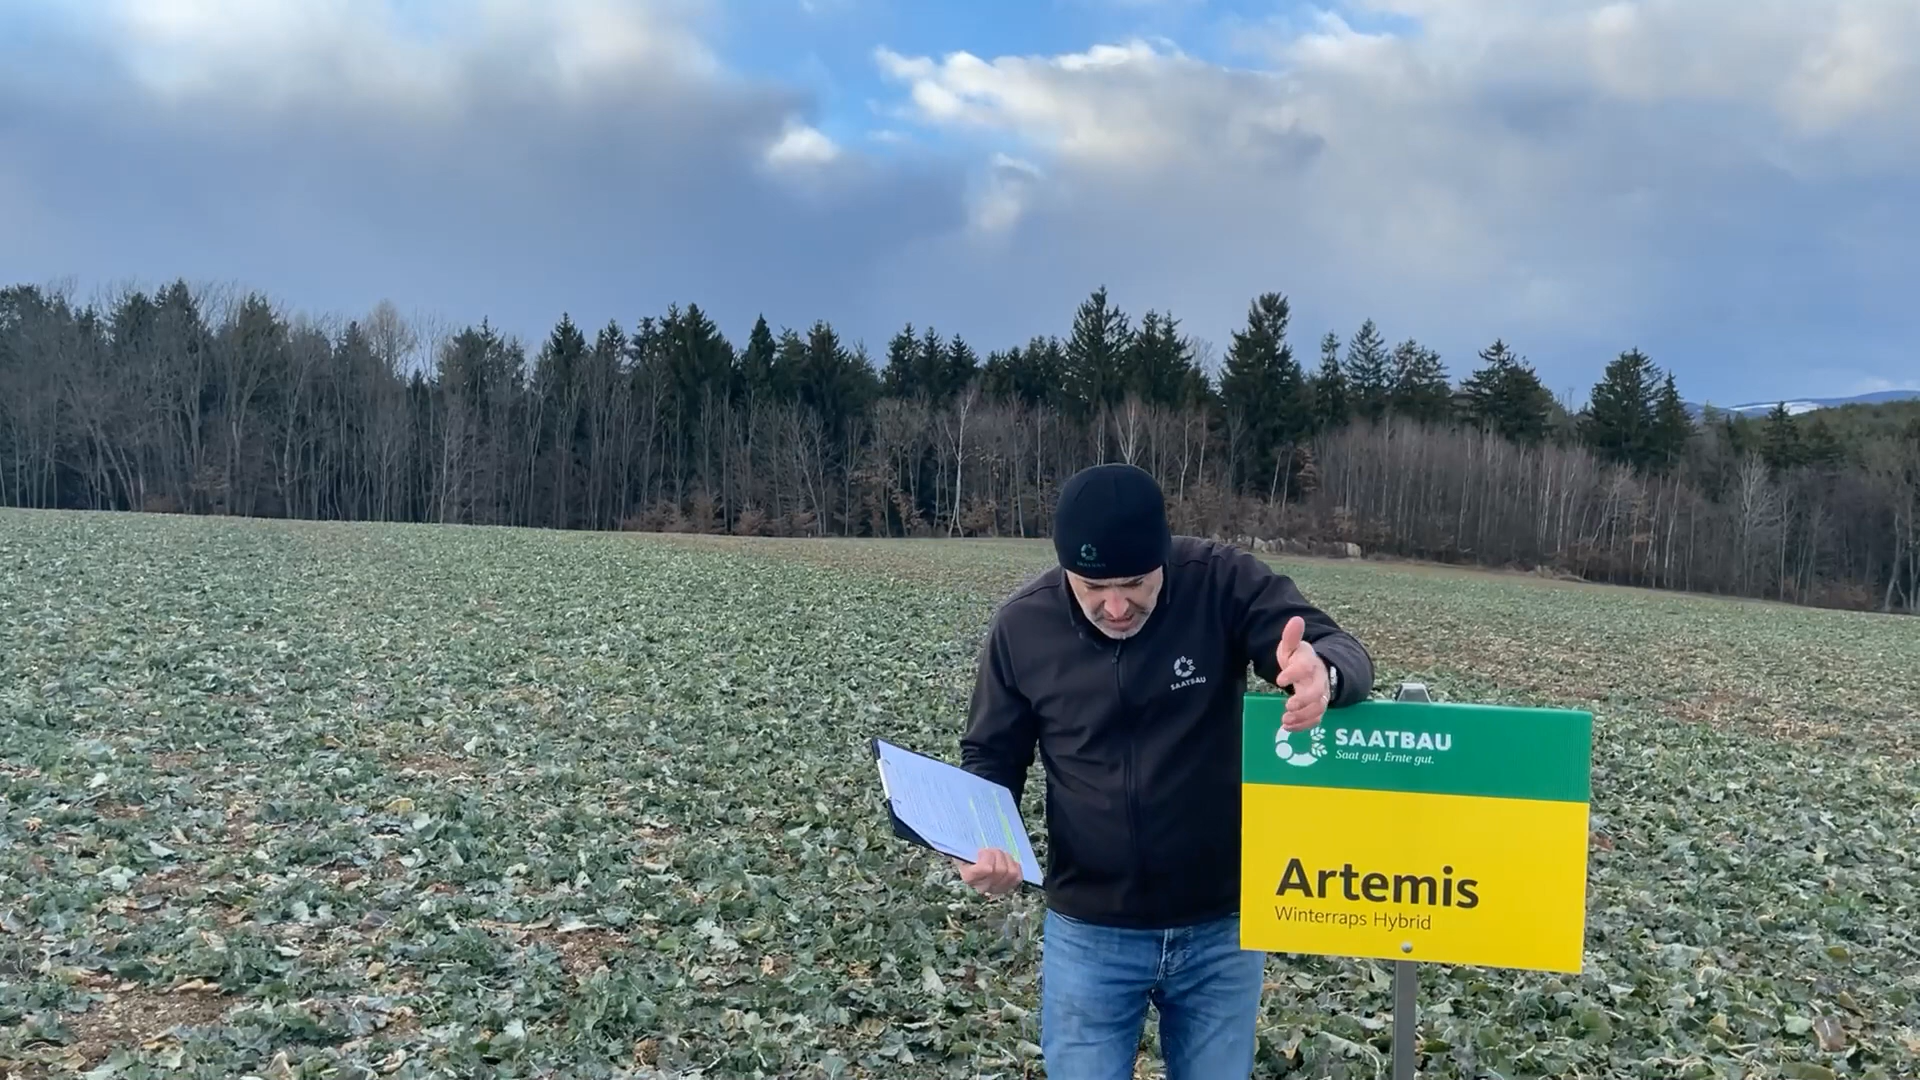 SAATBAU
SAATBAU
Saat gut, Ernte gut.
Artemis
Winterraps Hybrid